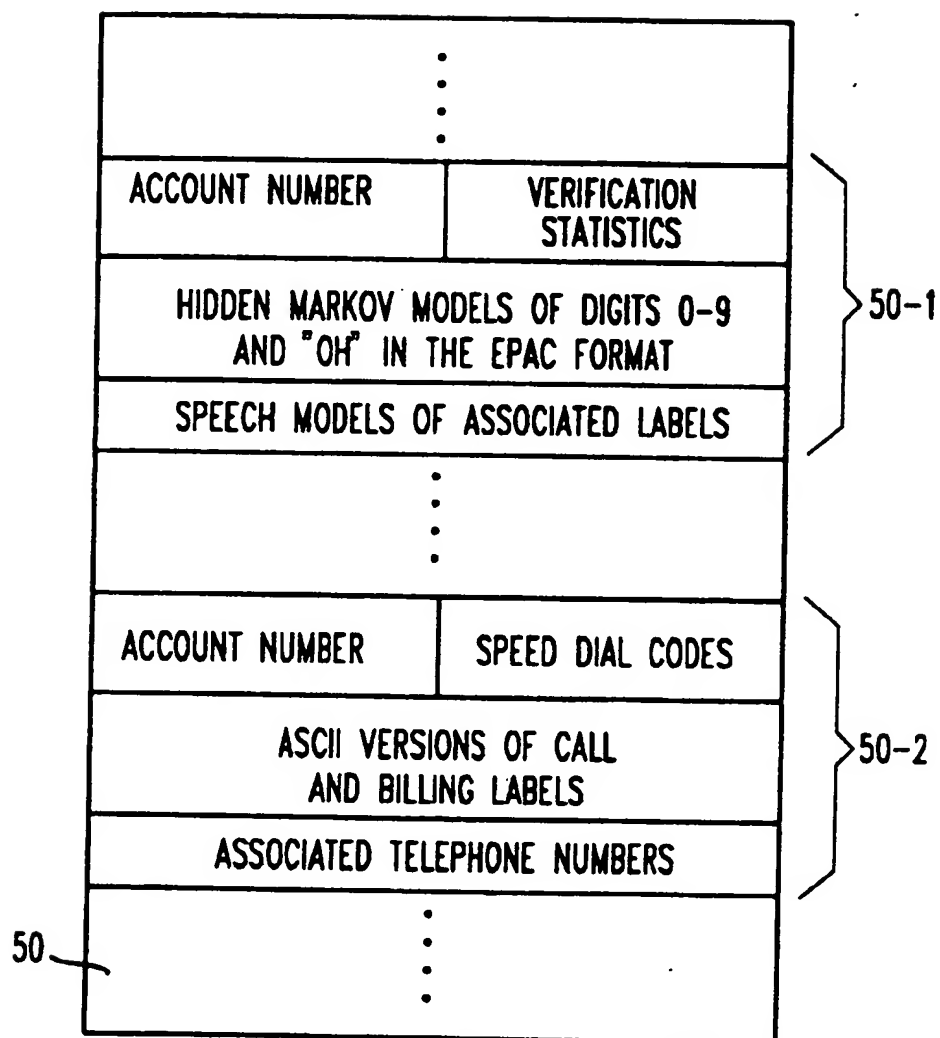 ACCOUNT NUMBER
VERIFICATION
STATISTICS
HIDDEN MARKOV MODELS OF DIGITS 0-9
AND "OH" IN THE EPAC FORMAT
SPEECH MODELS OF ASSOCIATED LABELS
50-1
ACCOUNT NUMBER
SPEED DIAL CODES
ASCII VERSIONS OF CALL
AND BILLING LABELS
ASSOCIATED TELEPHONE NUMBERS
50-2
50